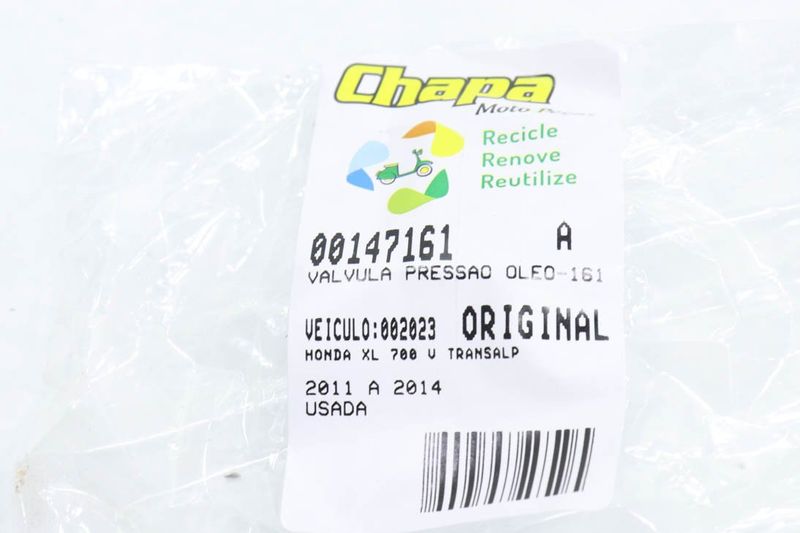 Chapa
Moto Peças
Recicle
Renove
Reutilize
00147161 A
VALVULA PRESSAO OLEO-161
VEICULO:002023 ORIGINAL
HONDA XL 700 V TRANSALP
2011 A 2014
USADA